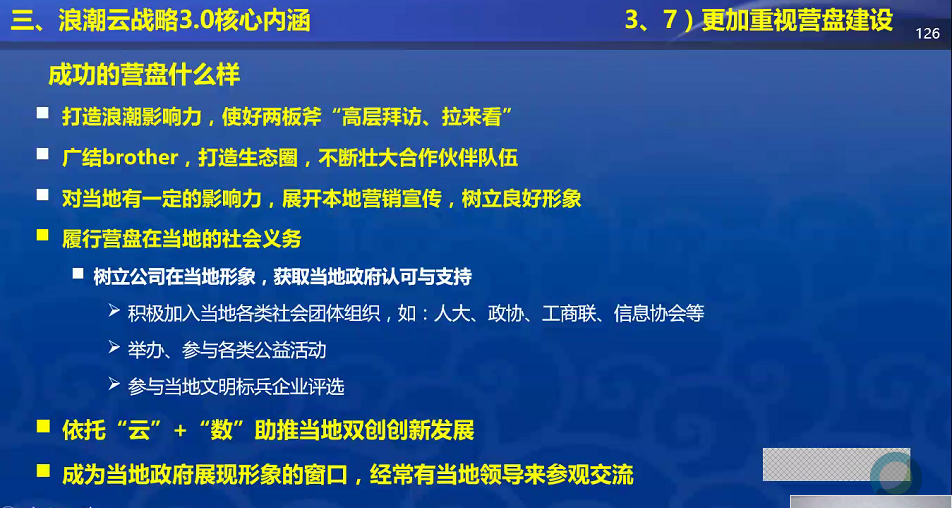 三、浪潮云战略3.0核心内涵
3、7）更加重视营盘建设
126
成功的营盘什么样
打造浪潮影响力，使好两板斧“高层拜访、拉来看”
广结brother，打造生态圈，不断壮大合作伙伴队伍
对当地有一定的影响力，展开本地营销宣传，树立良好形象
履行营盘在当地的社会义务
树立公司在当地形象，获取当地政府认可与支持
积极加入当地各类社会团体组织，如：人大、政协、工商联、信息协会等
举办、参与各类公益活动
参与当地文明标兵企业评选
依托“云”+“数”助推当地双创创新发展
成为当地政府展现形象的窗口，经常有当地领导来参观交流